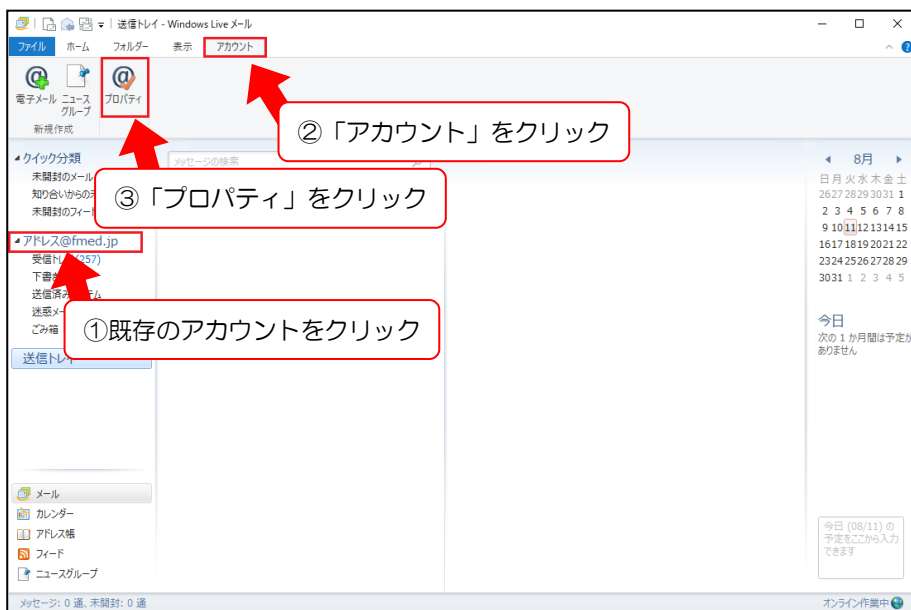 送信トレイ - Windows Live メール
ファイル ホーム フォルダー 表示 アカウント
電子メール ニュースグループ プロパティ
新規作成
②「アカウント」をクリック
クイック分類
メッセージの検索
未開封のメール
知り合いからの
未開封のフィード
③「プロパティ」をクリック
アドレス@fmed.jp
受信トレイ (257)
下書き
送信済みアイテム
迷惑メール
ごみ箱
①既存のアカウントをクリック
送信トレイ
メール
カレンダー
アドレス帳
フィード
ニュースグループ
8月
日 月 火 水 木 金 土
26 27 28 29 30 31 1
2 3 4 5 6 7 8
9 10 11 12 13 14 15
16 17 18 19 20 21 22
23 24 25 26 27 28 29
30 31 1 2 3 4 5
今日
次の 1 か月間は予定が
ありません
今日 (08/11) の
予定をここから入力
できます
メッセージ: 0 通、未開封: 0 通
オンライン作業中